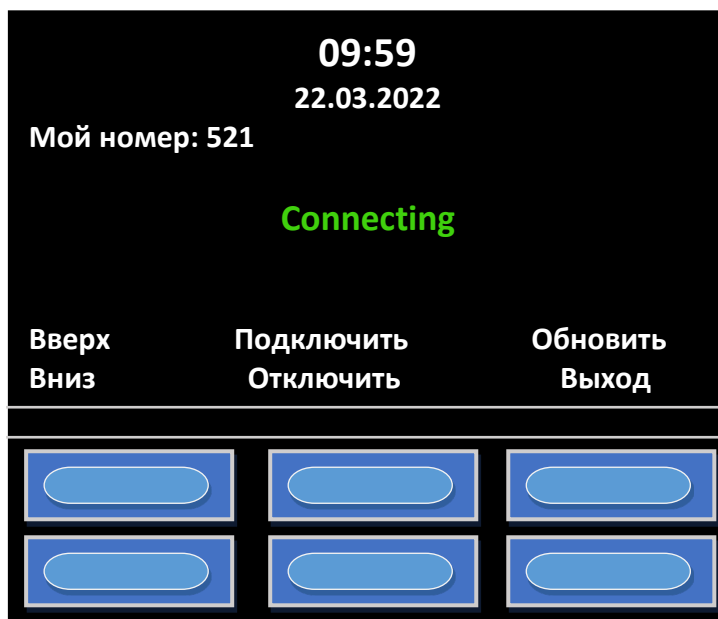 09:59
22.03.2022
Мой номер: 521
Connecting
Вверх Подключить Обновить
Вниз Отключить Выход